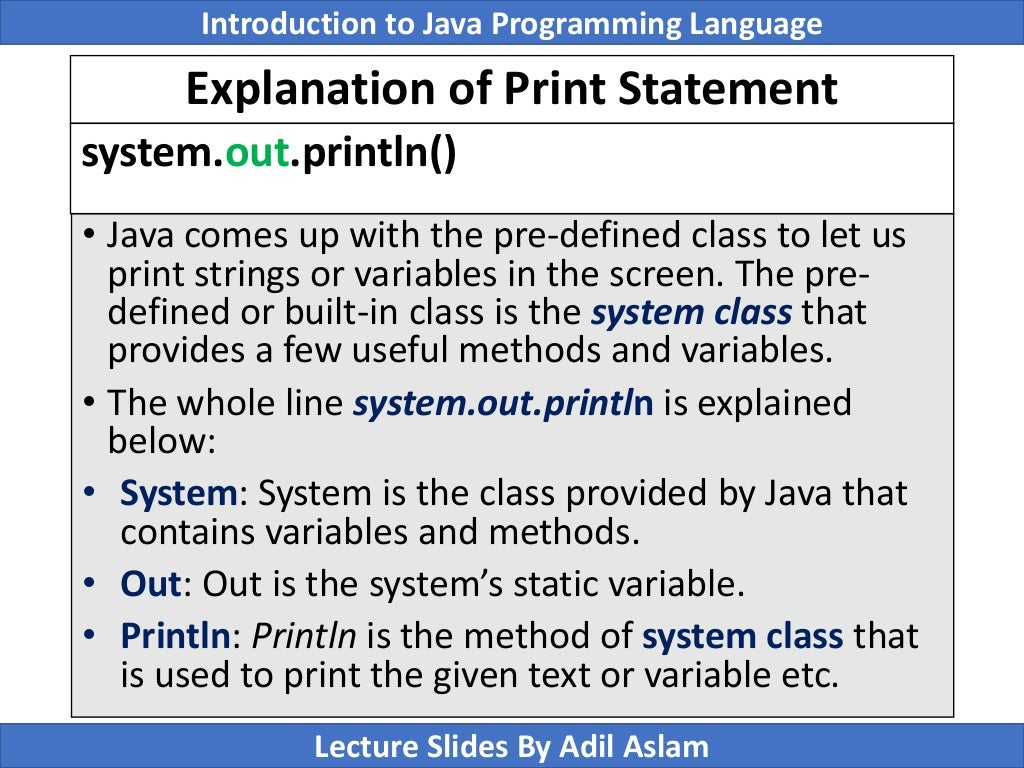 Introduction to Java Programming Language
Explanation of Print Statement
system.out.println()
• Java comes up with the pre-defined class to let us
print strings or variables in the screen. The pre-
defined or built-in class is the system class that
provides a few useful methods and variables.
• The whole line system.out.println is explained
below:
• System: System is the class provided by Java that
contains variables and methods.
• Out: Out is the system’s static variable.
• Println: Println is the method of system class that
is used to print the given text or variable etc.
Lecture Slides By Adil Aslam